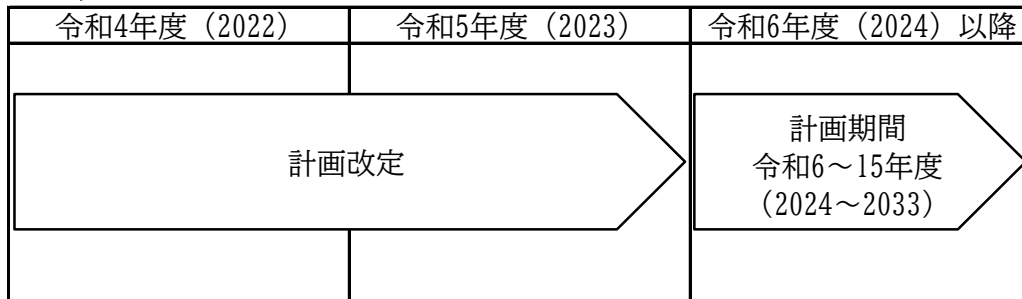 令和4年度（2022）
令和5年度（2023）
令和6年度（2024）以降
計画改定
計画期間
令和6～15年度
（2024～2033）